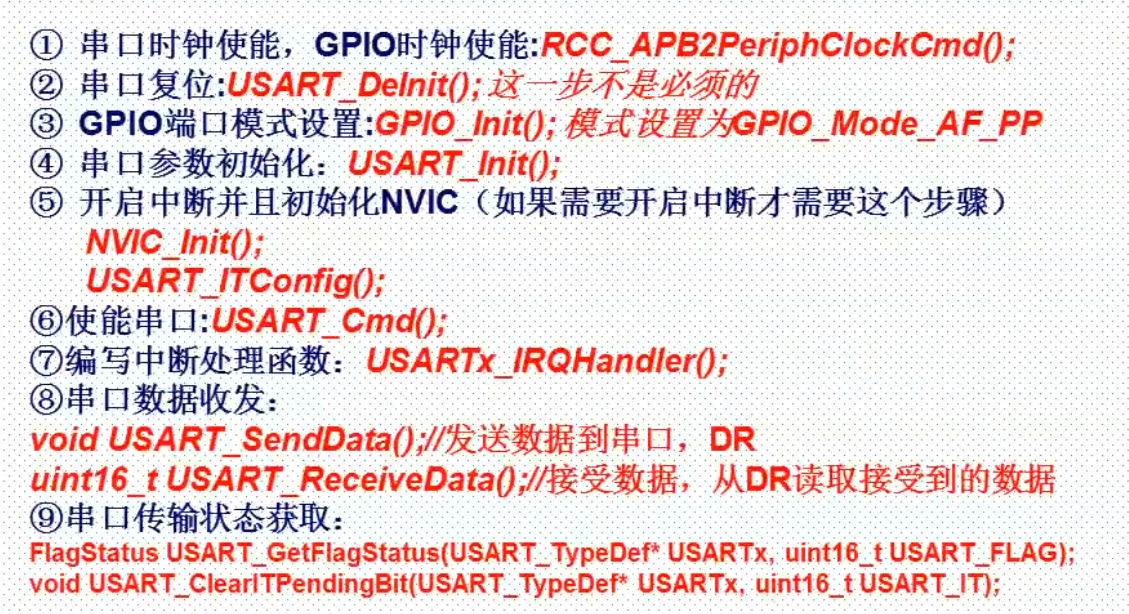 ① 串口时钟使能，GPIO时钟使能:RCC_APB2PeriphClockCmd();
② 串口复位:USART_DeInit(); 这一步不是必须的
③ GPIO端口模式设置:GPIO_Init(); 模式设置为GPIO_Mode_AF_PP
④ 串口参数初始化：USART_Init();
⑤ 开启中断并且初始化NVIC（如果需要开启中断才需要这个步骤）
NVIC_Init();
USART_ITConfig();
⑥使能串口:USART_Cmd();
⑦编写中断处理函数：USARTx_IRQHandler();
⑧串口数据收发：
void USART_SendData();//发送数据到串口，DR
uint16_t USART_ReceiveData();//接受数据，从DR读取接受到的数据
⑨串口传输状态获取：
FlagStatus USART_GetFlagStatus(USART_TypeDef* USARTx, uint16_t USART_FLAG);
void USART_ClearITPendingBit(USART_TypeDef* USARTx, uint16_t USART_IT);